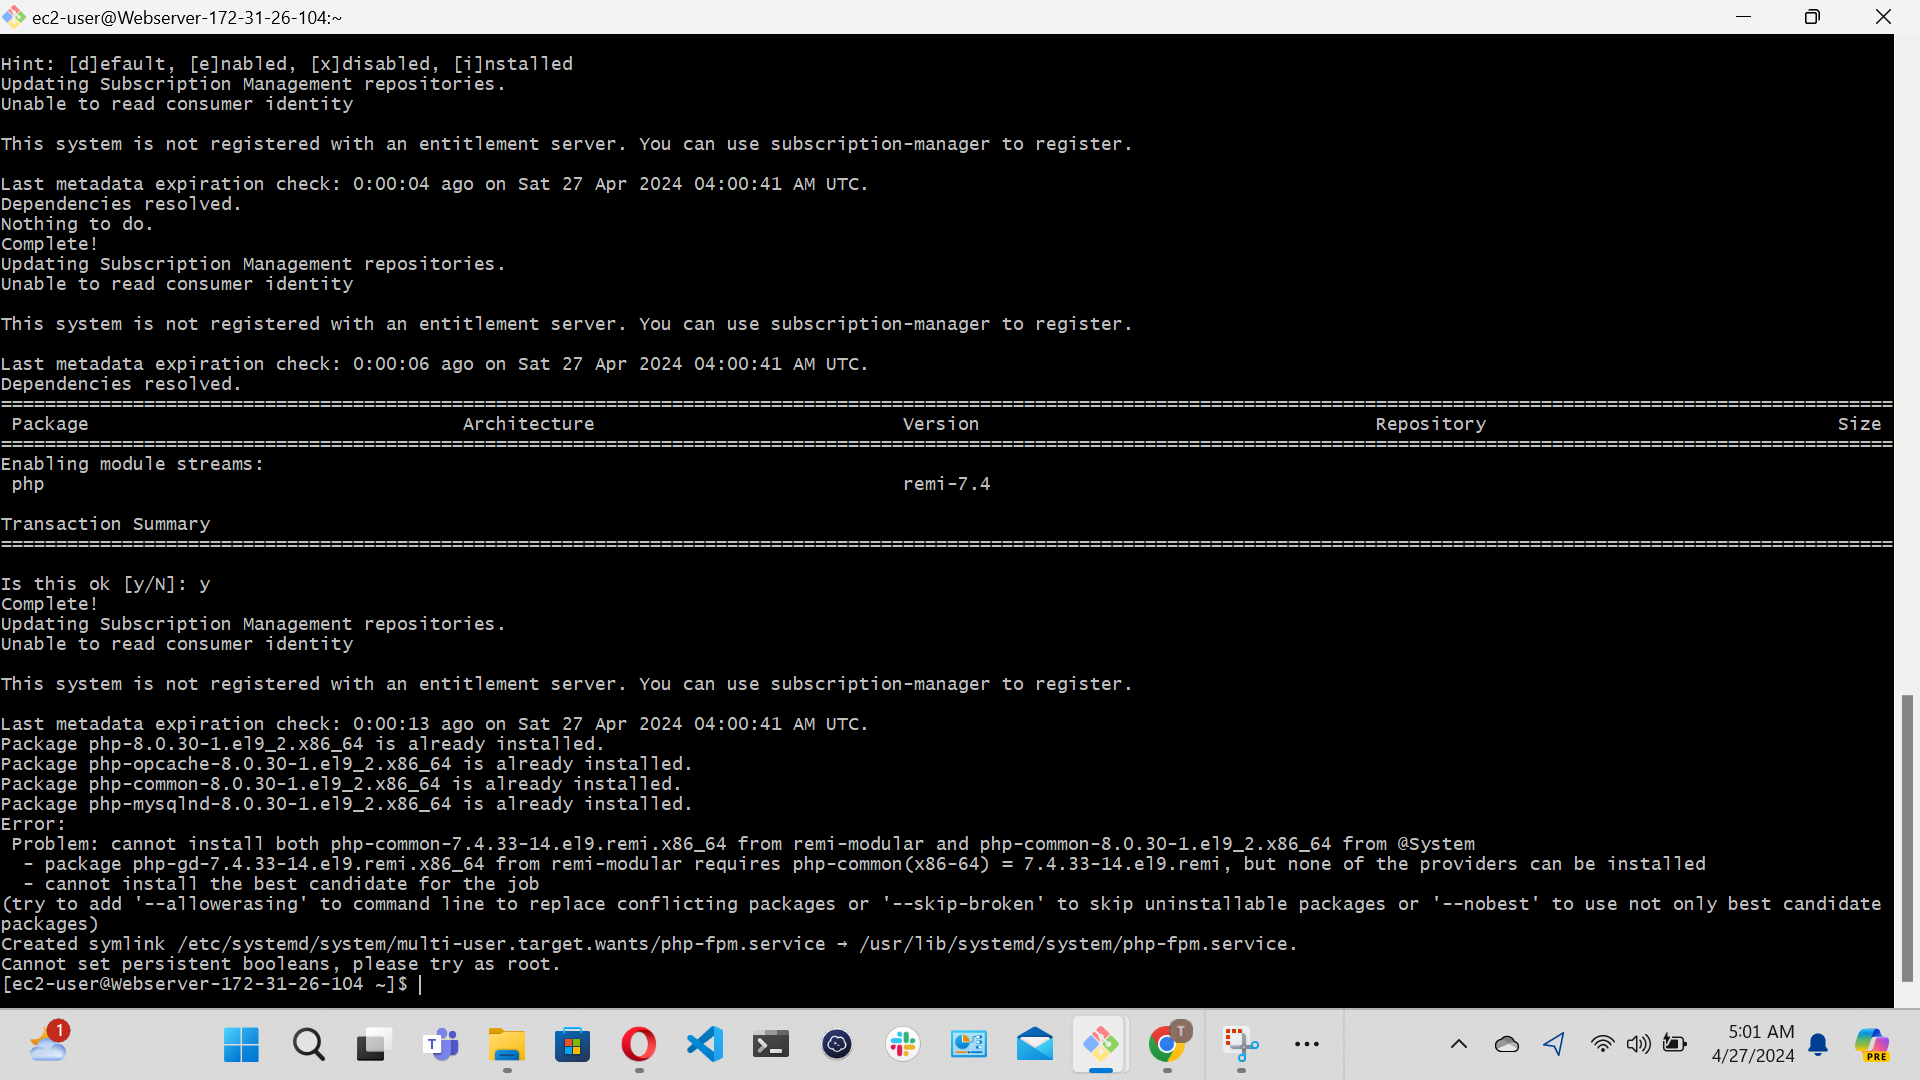 ec2-user@Webserver-172-31-26-104:~
Hint: [d]efault, [e]nabled, [x]disabled, [i]nstalled
Updating Subscription Management repositories.
Unable to read consumer identity
This system is not registered with an entitlement server. You can use subscription-manager to register.
Last metadata expiration check: 0:00:04 ago on Sat 27 Apr 2024 04:00:41 AM UTC.
Dependencies resolved.
Nothing to do.
Complete!
Updating Subscription Management repositories.
Unable to read consumer identity
This system is not registered with an entitlement server. You can use subscription-manager to register.
Last metadata expiration check: 0:00:06 ago on Sat 27 Apr 2024 04:00:41 AM UTC.
Dependencies resolved.
Package Architecture Version Repository Size
Enabling module streams:
php remi-7.4
Transaction Summary
Is this ok [y/N]: y
Complete!
Updating Subscription Management repositories.
Unable to read consumer identity
This system is not registered with an entitlement server. You can use subscription-manager to register.
Last metadata expiration check: 0:00:13 ago on Sat 27 Apr 2024 04:00:41 AM UTC.
Package php-8.0.30-1.el9_2.x86_64 is already installed.
Package php-opcache-8.0.30-1.el9_2.x86_64 is already installed.
Package php-common-8.0.30-1.el9_2.x86_64 is already installed.
Package php-mysqlnd-8.0.30-1.el9_2.x86_64 is already installed.
Error:
Problem: cannot install both php-common-7.4.33-14.el9.remi.x86_64 from remi-modular and php-common-8.0.30-1.el9_2.x86_64 from @System
- package php-gd-7.4.33-14.el9.remi.x86_64 from remi-modular requires php-common(x86-64) = 7.4.33-14.el9.remi, but none of the providers can be installed
- cannot install the best candidate for the job
(try to add '--allowerasing' to command line to replace conflicting packages or '--skip-broken' to skip uninstallable packages or '--nobest' to use not only best candidate
packages)
Created symlink /etc/systemd/system/multi-user.target.wants/php-fpm.service → /usr/lib/systemd/system/php-fpm.service.
Cannot set persistent booleans, please try as root.
[ec2-user@Webserver-172-31-26-104 ~]$
1
T
T
5:01 AM
4/27/2024
PRE